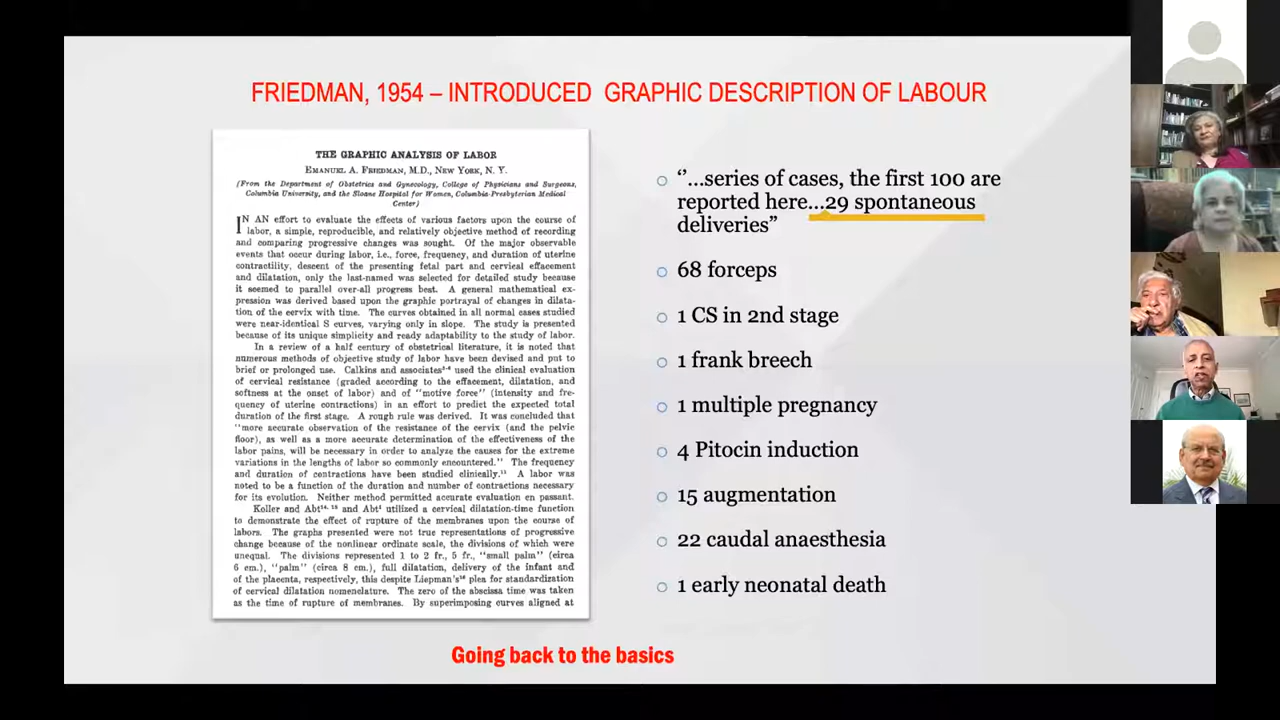 FRIEDMAN, 1954 – INTRODUCED GRAPHIC DESCRIPTION OF LABOUR
THE GRAPHIC ANALYSIS OF LABOR
EMANUEL A. FRIEDMAN, M.D., NEW YORK, N. Y.
(From the Department of Obstetrics and Gynecology, College of Physicians and Surgeons,
Columbia University, and the Sloane Hospital for Women, Columbia-Presbyterian Medical
Center)
IN AN effort to evaluate the effects of various factors upon the course of
labor, a simple, reproducible, and relatively objective method of recording
and comparing progressive changes was sought. Of the major observable
events that occur during labor, i.e., force, frequency, and duration of uterine
contractility, descent of the presenting fetal part and cervical effacement
and dilatation, only the last-named was selected for detailed study because
it seemed to parallel over-all progress best. A general mathematical ex-
pression was derived based upon the graphic portrayal of changes in dilata-
tion of the cervix with time. The curves obtained in all normal cases studied
were near-identical S curves, varying only in slope. The study is presented
because of its unique simplicity and ready adaptability to the study of labor.
In a review of a half century of obstetrical literature, it is noted that
numerous methods of objective study of labor have been devised and put to
brief or prolonged use. Calkins and associates used the clinical evaluation
of cervical resistance (graded according to the effacement, dilatation, and
softness at the onset of labor) and of "motive force" (intensity and fre-
quency of uterine contractions) in an effort to predict the expected total
duration of the first stage. A rough rule was derived. It was concluded that
"more accurate observation of the resistance of the cervix (and the pelvic
floor), as well as a more accurate determination of the effectiveness of the
labor pains, will be necessary in order to analyze the causes for the extreme
variations in the lengths of labor so commonly encountered." The frequency
and duration of contractions have been studied clinically. A labor was
noted to be a function of the duration and number of contractions necessary
for its evolution. Neither method permitted accurate evaluation en passant.
Koller and Abt and Abt utilized a cervical dilatation-time function
to demonstrate the effect of rupture of the membranes upon the course of
labors. The graphs presented were not true representations of progressive
change because of the nonlinear ordinate scale, the divisions of which were
unequal. The divisions represented 1 to 2 fr., 5 fr., "small palm" (circa
6 cm.), "palm" (circa 8 cm.), full dilatation, delivery of the infant and
of the placenta, respectively, this despite Liepman's plea for standardization
of cervical dilatation nomenclature. The zero of the abscissa time was taken
as the time of rupture of membranes. By superimposing curves aligned at
‘’…series of cases, the first 100 are
reported here…29 spontaneous
deliveries”
68 forceps
1 CS in 2nd stage
1 frank breech
1 multiple pregnancy
4 Pitocin induction
15 augmentation
22 caudal anaesthesia
1 early neonatal death
Going back to the basics